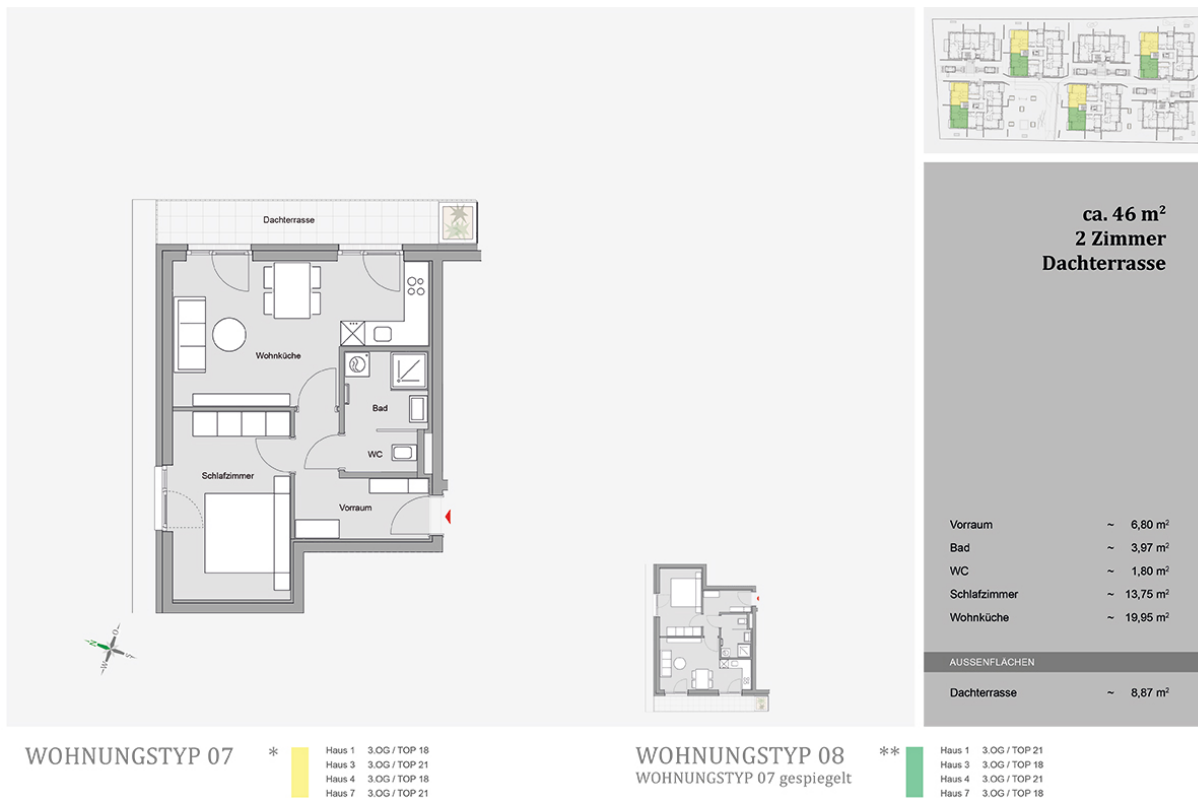 ca. 46 m²
2 Zimmer
Dachterrasse
Dachterrasse
Wohnküche
Bad
WC
Schlafzimmer
Vorraum
N
O
S
W
Vorraum ~ 6,80 m²
Bad ~ 3,97 m²
WC ~ 1,80 m²
Schlafzimmer ~ 13,75 m²
Wohnküche ~ 19,95 m²
AUSSENFLÄCHEN
Dachterrasse ~ 8,87 m²
WOHNUNGSTYP 07 *
Haus 1 3.OG / TOP 18
Haus 3 3.OG / TOP 21
Haus 4 3.OG / TOP 18
Haus 7 3.OG / TOP 21
WOHNUNGSTYP 08 **
WOHNUNGSTYP 07 gespiegelt
Haus 1 3.OG / TOP 21
Haus 3 3.OG / TOP 18
Haus 4 3.OG / TOP 21
Haus 7 3.OG / TOP 18